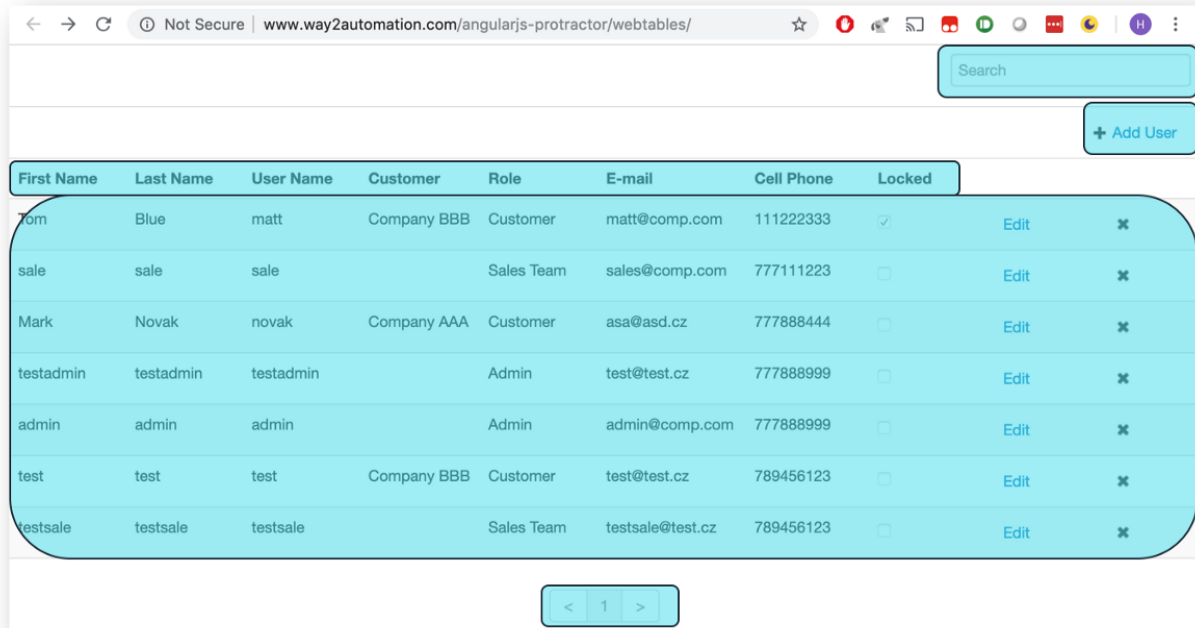 Not Secure | www.way2automation.com/angularjs-protractor/webtables/ H
Search
+ Add User
First Name Last Name User Name Customer Role E-mail Cell Phone Locked
Tom Blue matt Company BBB Customer matt@comp.com 111222333 Edit
sale sale sale Sales Team sales@comp.com 777111223 Edit
Mark Novak novak Company AAA Customer asa@asd.cz 777888444 Edit
testadmin testadmin testadmin Admin test@test.cz 777888999 Edit
admin admin admin Admin admin@comp.com 777888999 Edit
test test test Company BBB Customer test@test.cz 789456123 Edit
testsale testsale testsale Sales Team testsale@test.cz 789456123 Edit
< 1 >